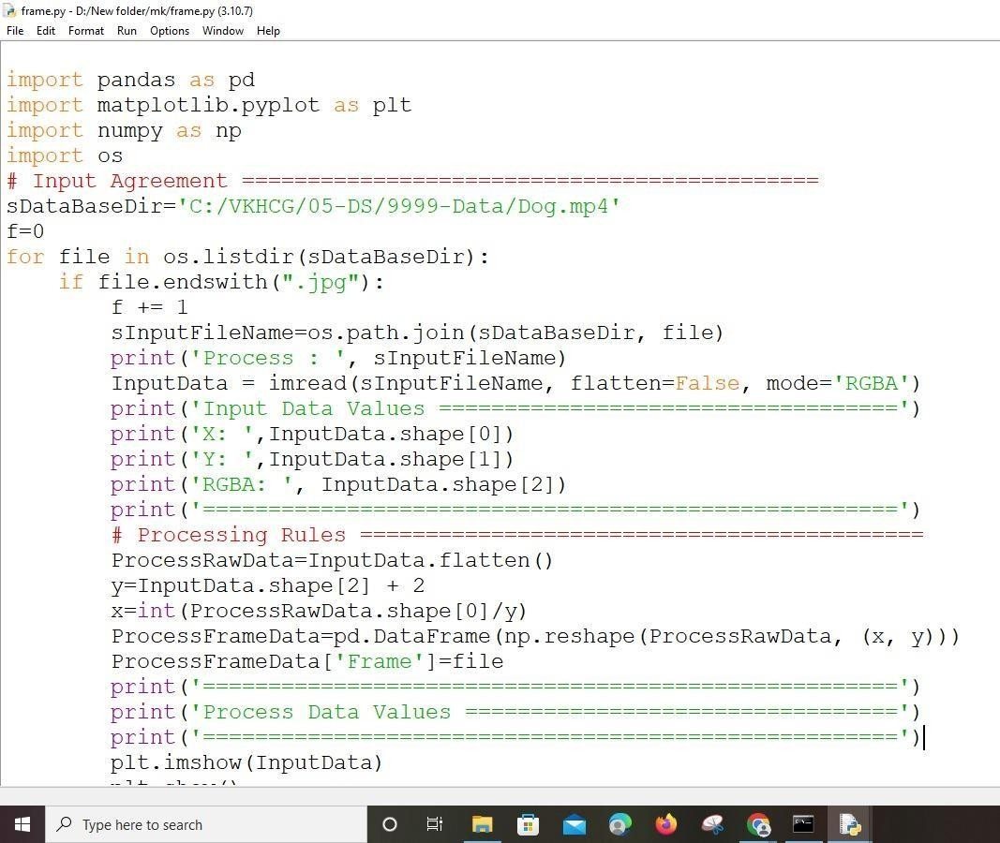 frame.py - D:/New folder/mk/frame.py (3.10.7)
File Edit Format Run Options Window Help
import pandas as pd
import matplotlib.pyplot as plt
import numpy as np
import os
# Input Agreement ============================================
sDataBaseDir='C:/VKHCG/05-DS/9999-Data/Dog.mp4'
f=0
for file in os.listdir(sDataBaseDir):
    if file.endswith(".jpg"):
        f += 1
        sInputFileName=os.path.join(sDataBaseDir, file)
        print('Process : ', sInputFileName)
        InputData = imread(sInputFileName, flatten=False, mode='RGBA')
        print('Input Data Values ===================================')
        print('X: ',InputData.shape[0])
        print('Y: ',InputData.shape[1])
        print('RGBA: ', InputData.shape[2])
        print('=====================================================')
        # Processing Rules ===========================================
        ProcessRawData=InputData.flatten()
        y=InputData.shape[2] + 2
        x=int(ProcessRawData.shape[0]/y)
        ProcessFrameData=pd.DataFrame(np.reshape(ProcessRawData, (x, y)))
        ProcessFrameData['Frame']=file
        print('=====================================================')
        print('Process Data Values =================================')
        print('=====================================================')
        plt.imshow(InputData)
        plt.show()
Type here to search